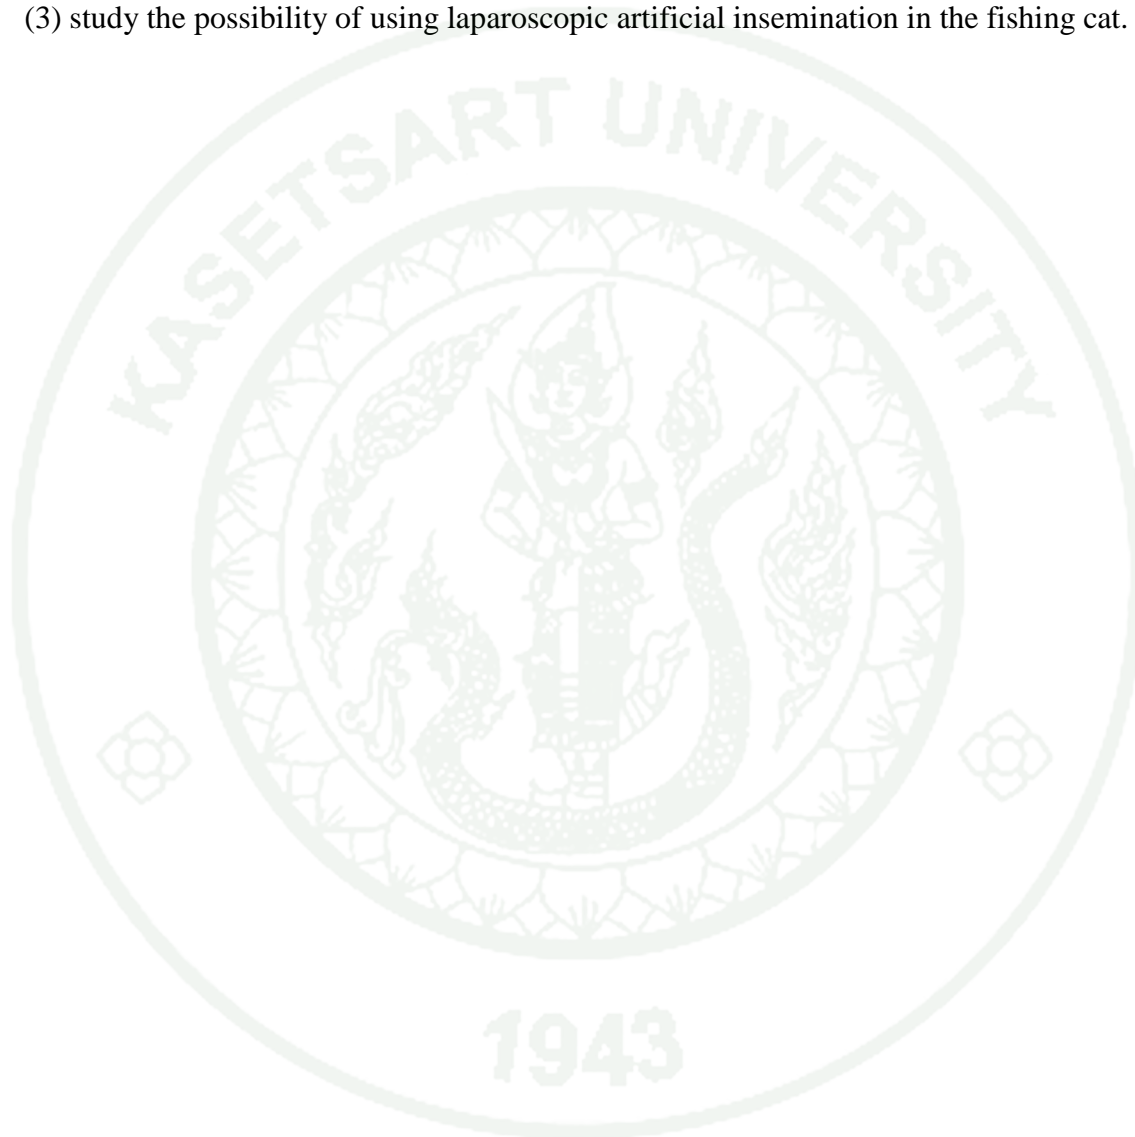 (3) study the possibility of using laparoscopic artificial insemination in the fishing cat.
KASETSART UNIVERSITY
1943